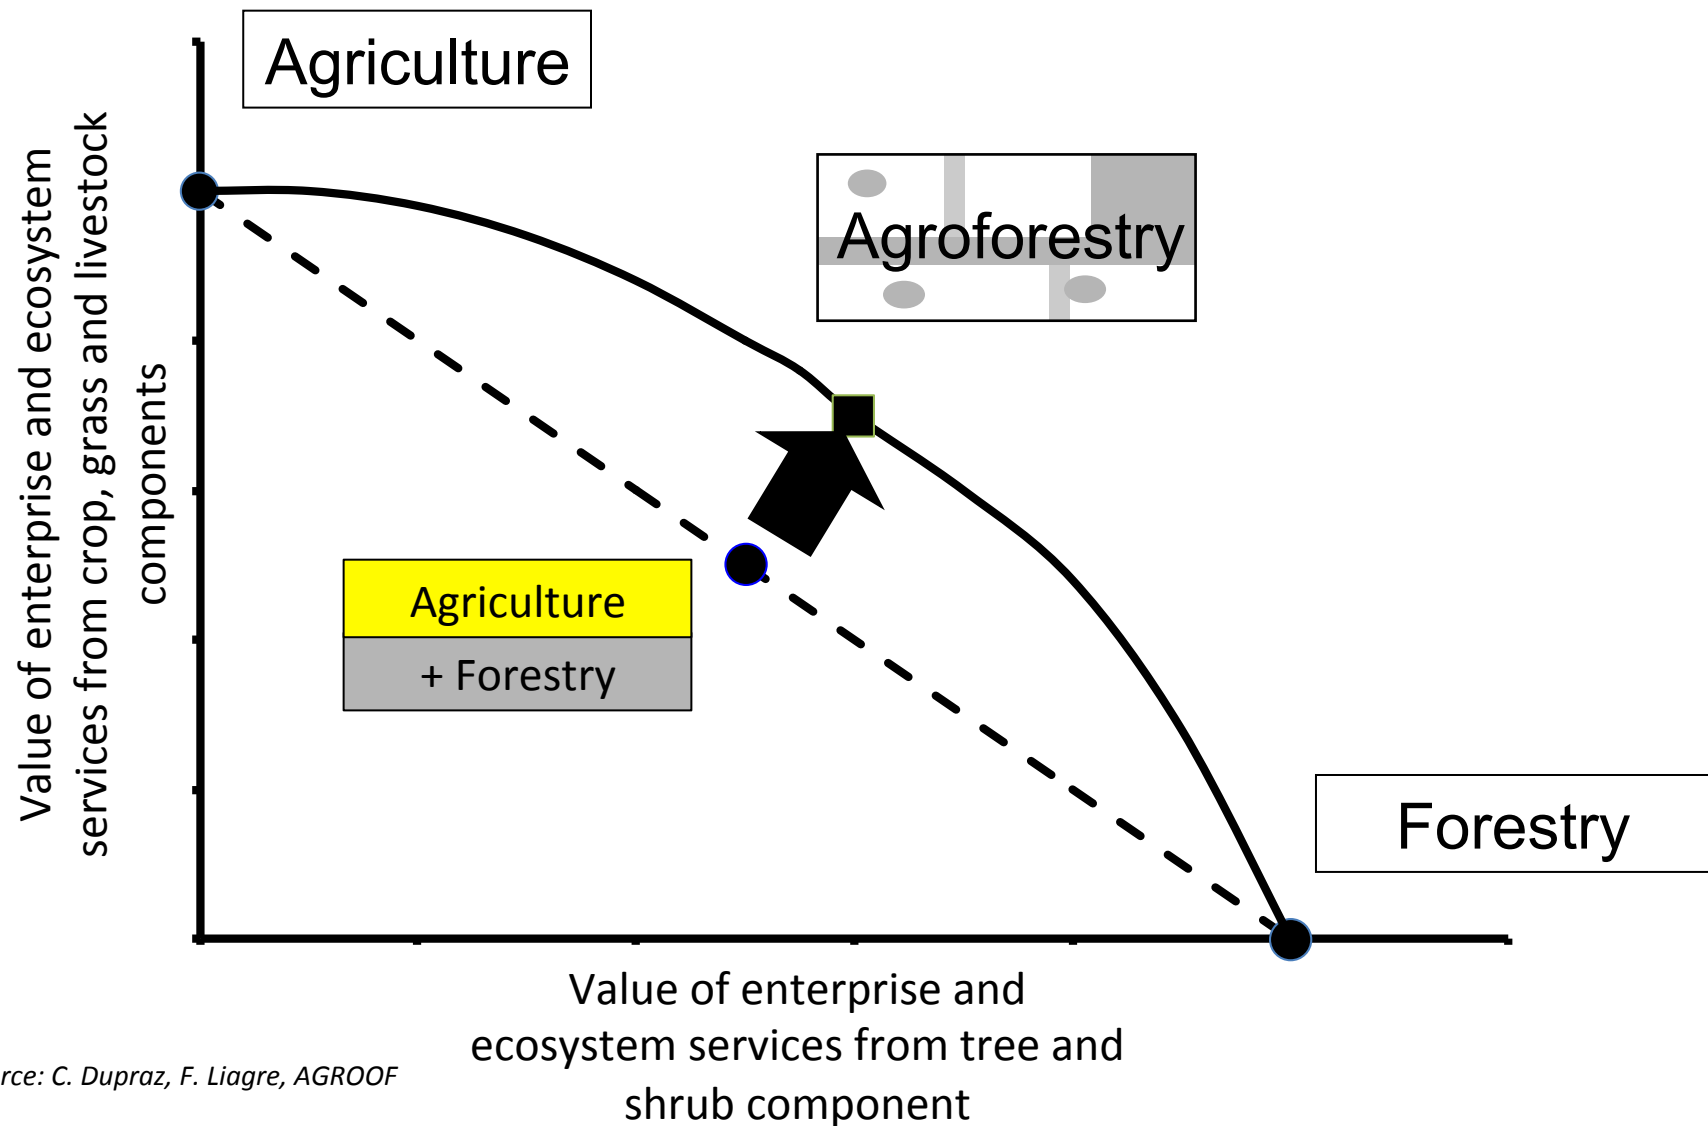 Agriculture
Value of enterprise and ecosystem
services from crop, grass and livestock
components
Agroforestry
Agriculture
+ Forestry
Forestry
Value of enterprise and
ecosystem services from tree and
shrub component
rce: C. Dupraz, F. Liagre, AGROOF